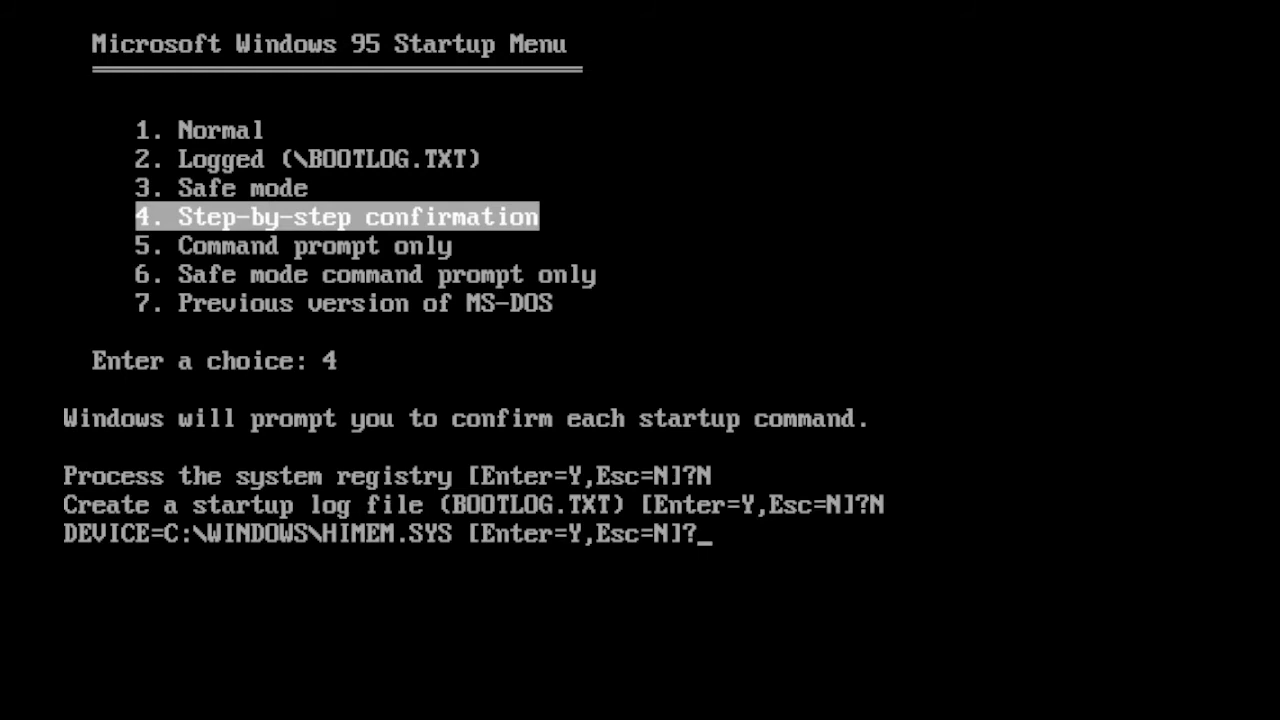 Microsoft Windows 95 Startup Menu
1. Normal
2. Logged (\BOOTLOG.TXT)
3. Safe mode
4. Step-by-step confirmation
5. Command prompt only
6. Safe mode command prompt only
7. Previous version of MS-DOS
Enter a choice: 4
Windows will prompt you to confirm each startup command.
Process the system registry [Enter=Y,Esc=N]?N
Create a startup log file (BOOTLOG.TXT) [Enter=Y,Esc=N]?N
DEVICE=C:\WINDOWS\HIMEM.SYS [Enter=Y,Esc=N]?_